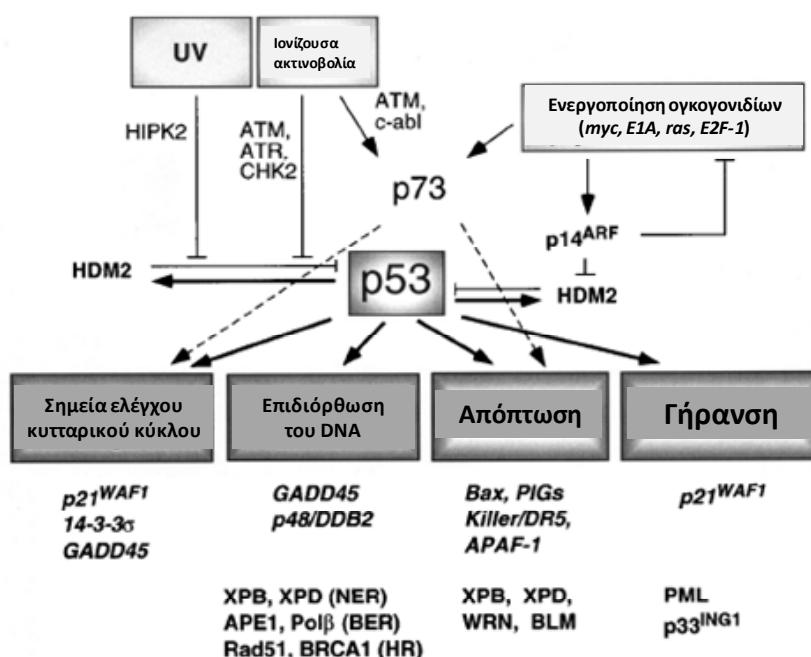 UV
Ιονίζουσα
ακτινοβολία
Ενεργοποίηση ογκογονιδίων
(myc, E1A, ras, E2F-1)
HIPK2
ATM,
ATR.
CHK2
ATM,
c-abl
p73
p14ARF
HDM2
p53
HDM2
Σημεία ελέγχου
κυτταρικού κύκλου
Επιδιόρθωση
του DNA
Απόπτωση
Γήρανση
p21WAF1
14-3-3σ
GADD45
GADD45
p48/DDB2
Bax, PIGs
Killer/DR5,
APAF-1
p21WAF1
XPB, XPD (NER)
APE1, Polβ (BER)
Rad51, BRCA1 (HR)
XPB, XPD,
WRN, BLM
PML
p33ING1